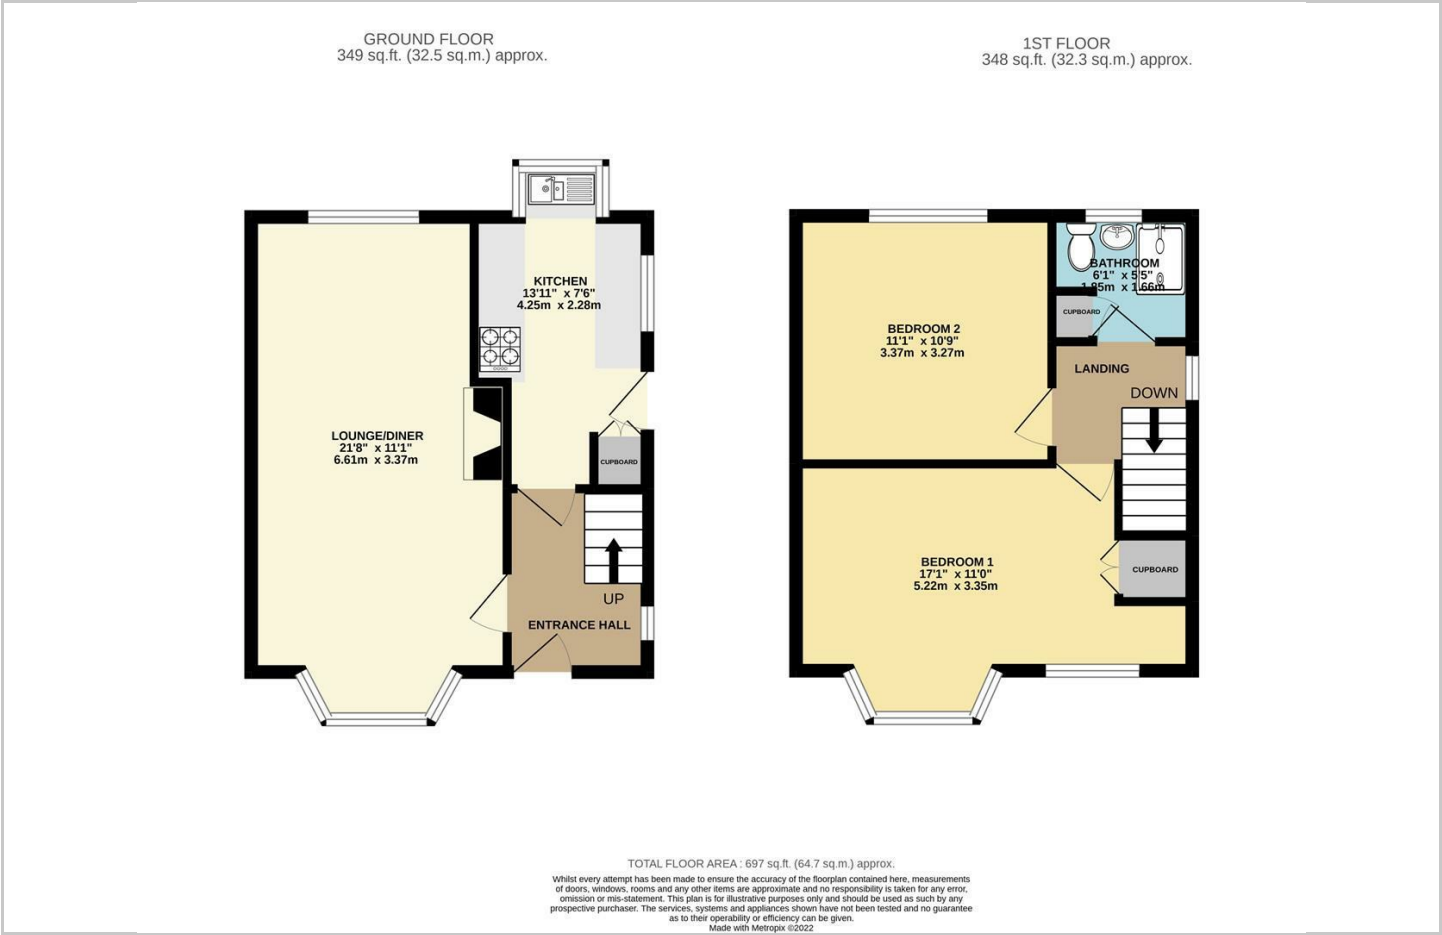 GROUND FLOOR
349 sq.ft. (32.5 sq.m.) approx.
1ST FLOOR
348 sq.ft. (32.3 sq.m.) approx.
KITCHEN
13'11" x 7'6"
4.25m x 2.28m
LOUNGE/DINER
21'8" x 11'1"
6.61m x 3.37m
CUPBOARD
UP
ENTRANCE HALL
BATHROOM
6'1" x 5'5"
1.85m x 1.66m
CUPBOARD
BEDROOM 2
11'1" x 10'9"
3.37m x 3.27m
LANDING
DOWN
BEDROOM 1
17'1" x 11'0"
5.22m x 3.35m
CUPBOARD
TOTAL FLOOR AREA : 697 sq.ft. (64.7 sq.m.) approx.
Whilst every attempt has been made to ensure the accuracy of the floorplan contained here, measurements
of doors, windows, rooms and any other items are approximate and no responsibility is taken for any error,
omission or mis-statement. This plan is for illustrative purposes only and should be used as such by any
prospective purchaser. The services, systems and appliances shown have not been tested and no guarantee
as to their operability or efficiency can be given.
Made with Metropix ©2022